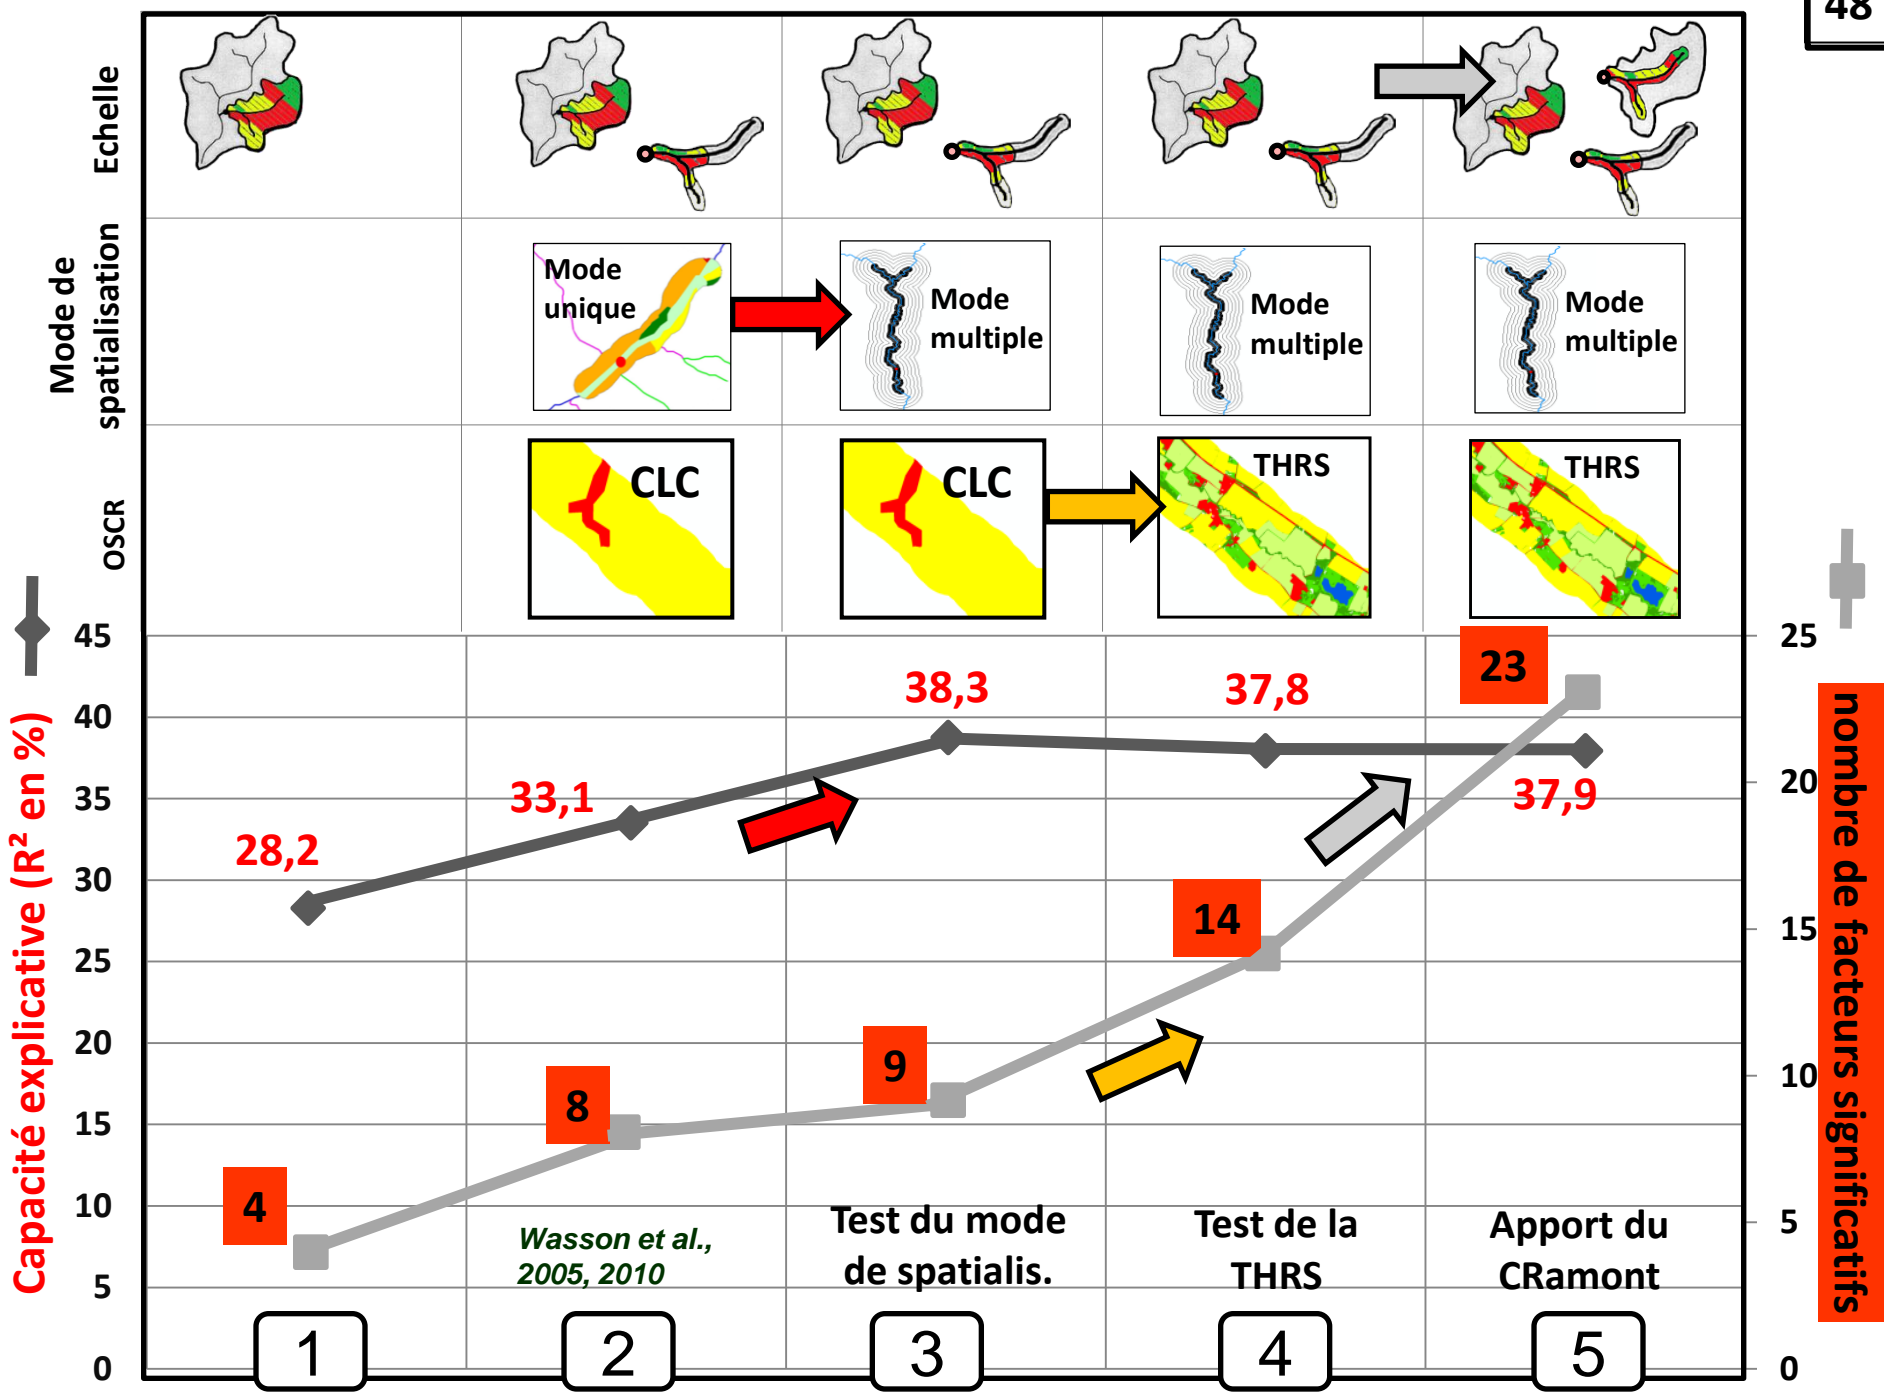 48
Echelle
Mode de
spatialisation
Mode
unique
Mode
multiple
Mode
multiple
Mode
multiple
OSCR
CLC
CLC
THRS
THRS
Capacité explicative (R² en %)
45
40
35
30
25
20
15
10
5
0
28,2
33,1
38,3
37,8
37,9
4
8
9
14
23
Wasson et al.,
2005, 2010
Test du mode
de spatialis.
Test de la
THRS
Apport du
CRamont
1
2
3
4
5
25
20
15
10
5
0
nombre de facteurs significatifs